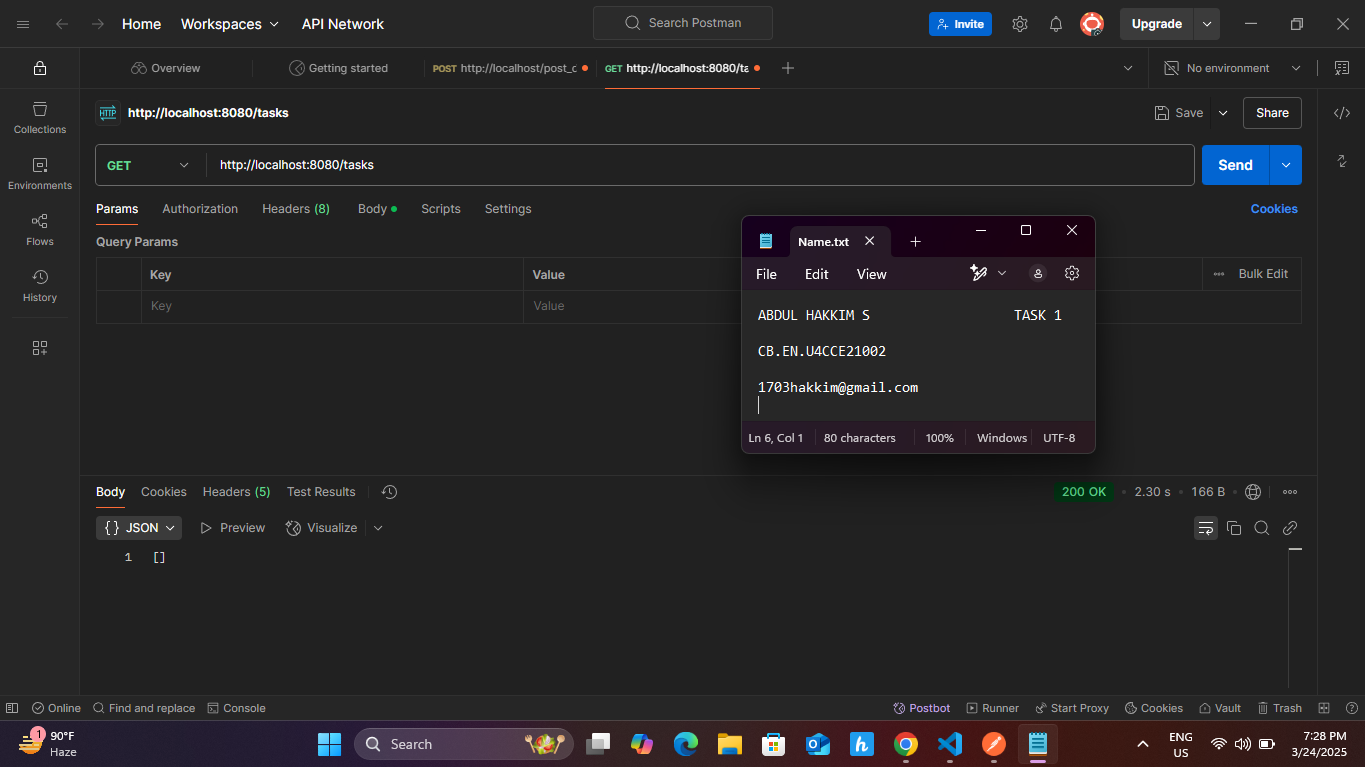 Home Workspaces API Network Search Postman Invite Upgrade
Overview Getting started POST http://localhost/post_c GET http://localhost:8080/ta No environment
HTTP http://localhost:8080/tasks Save Share
Collections
GET http://localhost:8080/tasks Send
Environments
Params Authorization Headers (8) Body Scripts Settings Cookies
Flows
Query Params
Key Value Bulk Edit
History
Key Value
Name.txt
File Edit View
ABDUL HAKKIM S TASK 1
CB.EN.U4CCE21002
1703hakkim@gmail.com
Ln 6, Col 1 80 characters 100% Windows UTF-8
Body Cookies Headers (5) Test Results 200 OK 2.30 s 166 B
{ } JSON Preview Visualize
1 []
Online Find and replace Console Postbot Runner Start Proxy Cookies Vault Trash
1 90°F
Haze
Search
ENG
US
7:28 PM
3/24/2025